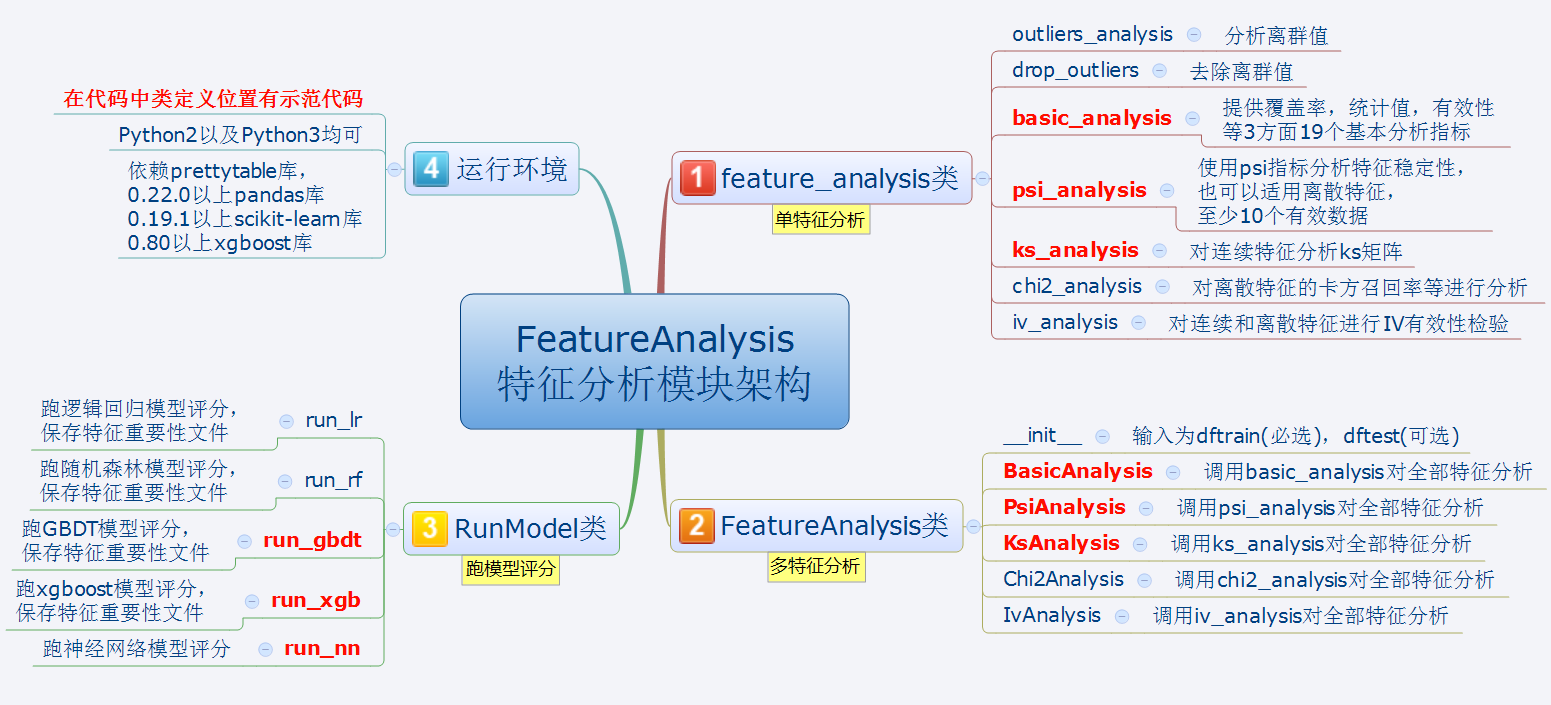 FeatureAnalysis
特征分析模块架构
1
feature_analysis类
单特征分析
outliers_analysis
分析离群值
drop_outliers
去除离群值
basic_analysis
提供覆盖率，统计值，有效性
等3方面19个基本分析指标
psi_analysis
使用psi指标分析特征稳定性，
也可以适用离散特征，
至少10个有效数据
ks_analysis
对连续特征分析ks矩阵
chi2_analysis
对离散特征的卡方召回率等进行分析
iv_analysis
对连续和离散特征进行IV有效性检验
2
FeatureAnalysis类
多特征分析
__init__
输入为dftrain(必选)，dftest(可选)
BasicAnalysis
调用basic_analysis对全部特征分析
PsiAnalysis
调用psi_analysis对全部特征分析
KsAnalysis
调用ks_analysis对全部特征分析
Chi2Analysis
调用chi2_analysis对全部特征分析
IvAnalysis
调用iv_analysis对全部特征分析
3
RunModel类
跑模型评分
run_lr
跑逻辑回归模型评分，
保存特征重要性文件
run_rf
跑随机森林模型评分，
保存特征重要性文件
run_gbdt
跑GBDT模型评分，
保存特征重要性文件
run_xgb
跑xgboost模型评分，
保存特征重要性文件
run_nn
跑神经网络模型评分
4
运行环境
在代码中类定义位置有示范代码
Python2以及Python3均可
依赖prettytable库，
0.22.0以上pandas库
0.19.1以上scikit-learn库
0.80以上xgboost库